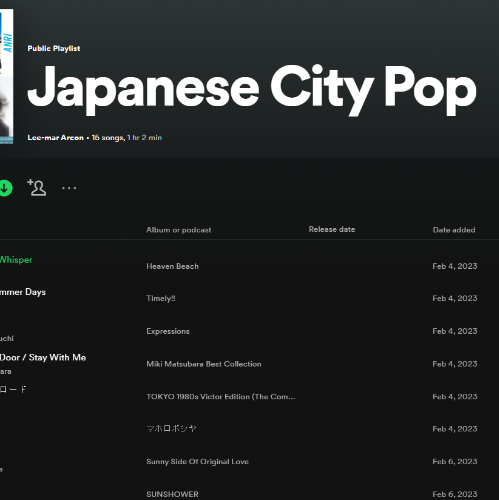 ANRI
Public Playlist
Japanese City Pop
Lee-mar Arcon • 16 songs, 1 hr 2 min
Album or podcast Release date Date added
Whisper
Heaven Beach Feb 4, 2023
mmer Days
Timely!! Feb 4, 2023
Expressions Feb 4, 2023
uchi
Door / Stay With Me
Miki Matsubara Best Collection Feb 4, 2023
ara
ロード
TOKYO 1980s Victor Edition (The Com... Feb 4, 2023
マホロボシヤ Feb 4, 2023
Sunny Side Of Original Love Feb 6, 2023
e
SUNSHOWER Feb 6, 2023